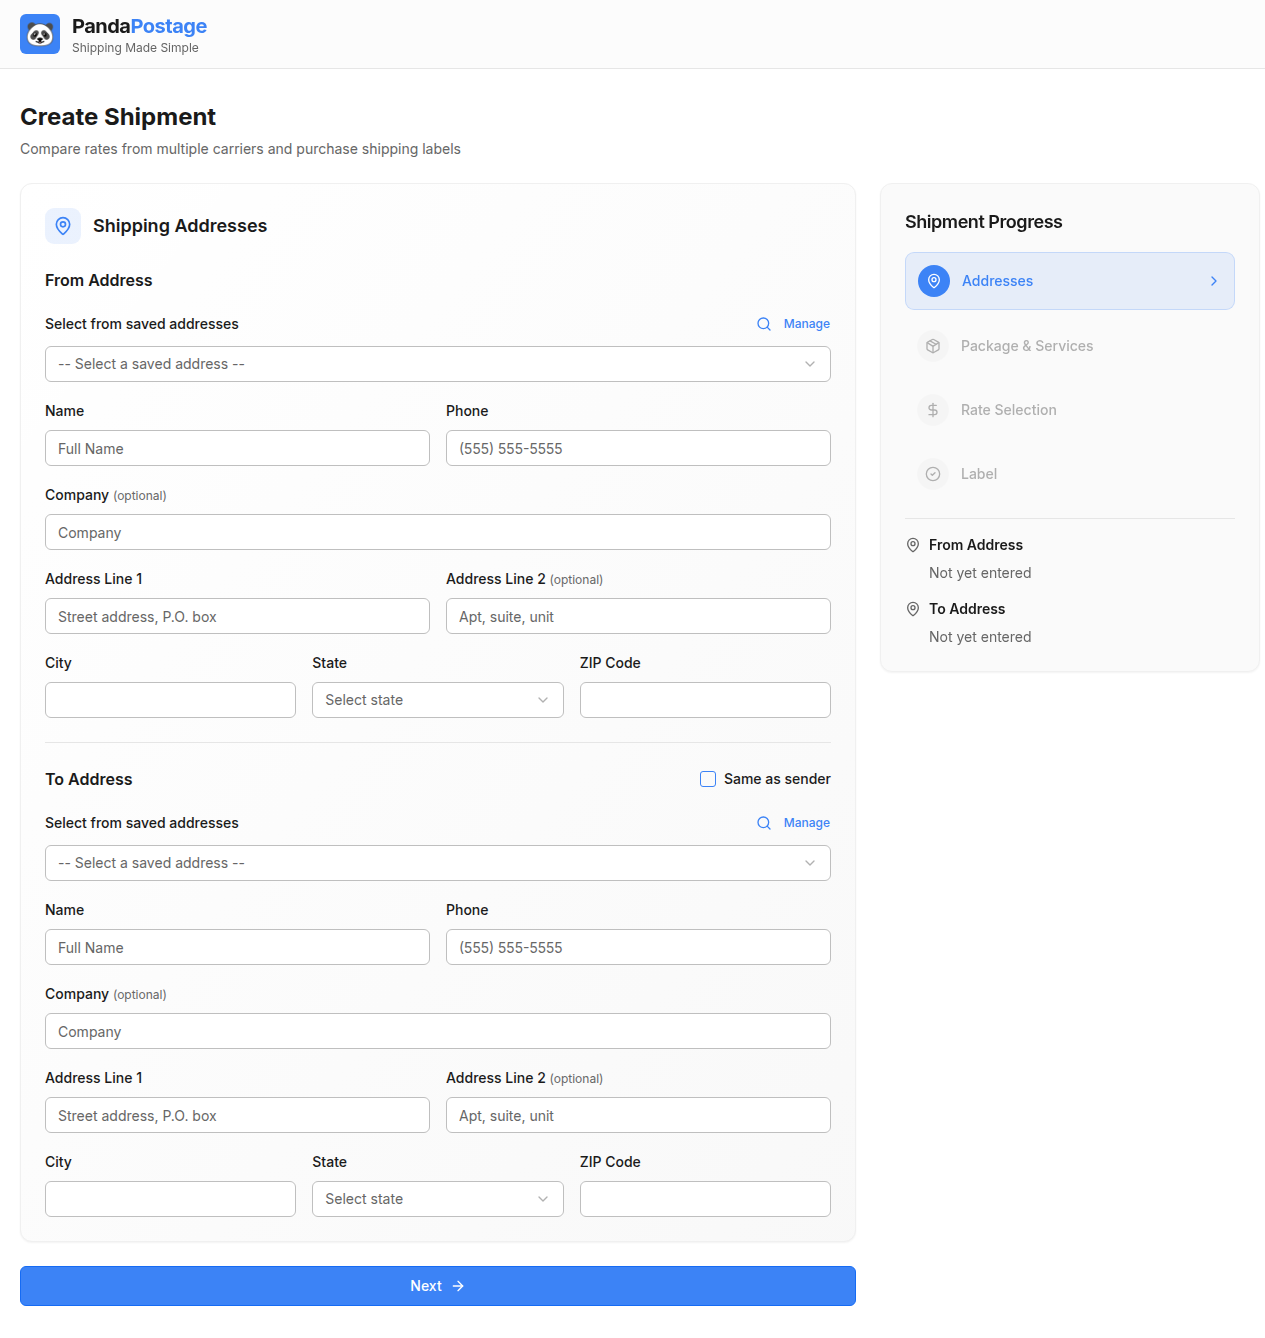 PandaPostage
Shipping Made Simple
Create Shipment
Compare rates from multiple carriers and purchase shipping labels
Shipping Addresses
From Address
Select from saved addresses
Manage
-- Select a saved address --
Name
Phone
Full Name
(555) 555-5555
Company (optional)
Company
Address Line 1
Address Line 2 (optional)
Street address, P.O. box
Apt, suite, unit
City
State
ZIP Code
Select state
To Address
Same as sender
Select from saved addresses
Manage
-- Select a saved address --
Name
Phone
Full Name
(555) 555-5555
Company (optional)
Company
Address Line 1
Address Line 2 (optional)
Street address, P.O. box
Apt, suite, unit
City
State
ZIP Code
Select state
Next
Shipment Progress
Addresses
Package & Services
Rate Selection
Label
From Address
Not yet entered
To Address
Not yet entered